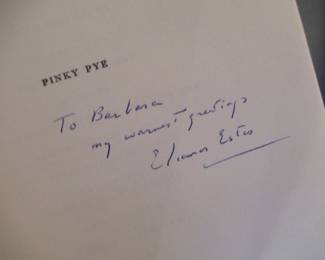 PINKY PYE
To Barbara
my warmest greetings
Eleanor Estes